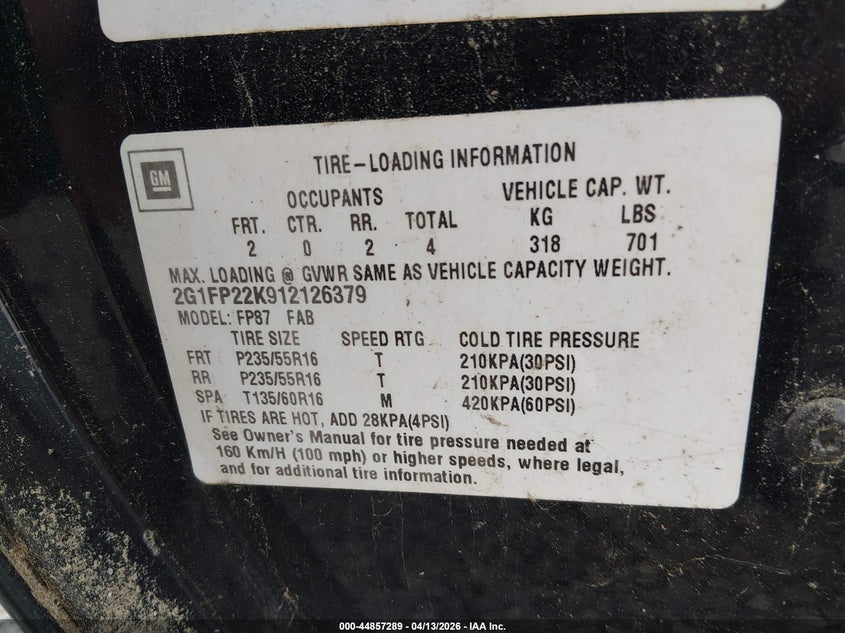 GM
TIRE-LOADING INFORMATION
OCCUPANTS VEHICLE CAP. WT.
FRT. CTR. RR. TOTAL KG LBS
2 0 2 4 318 701
MAX. LOADING @ GVWR SAME AS VEHICLE CAPACITY WEIGHT.
2G1FP22K912126379
MODEL: FP87 FAB
TIRE SIZE SPEED RTG COLD TIRE PRESSURE
FRT P235/55R16 T 210KPA(30PSI)
RR P235/55R16 T 210KPA(30PSI)
SPA T135/60R16 M 420KPA(60PSI)
IF TIRES ARE HOT, ADD 28KPA(4PSI)
See Owner's Manual for tire pressure needed at
160 Km/H (100 mph) or higher speeds, where legal,
and for additional tire information.
000-44857289 04/13/2026 IAA Inc.